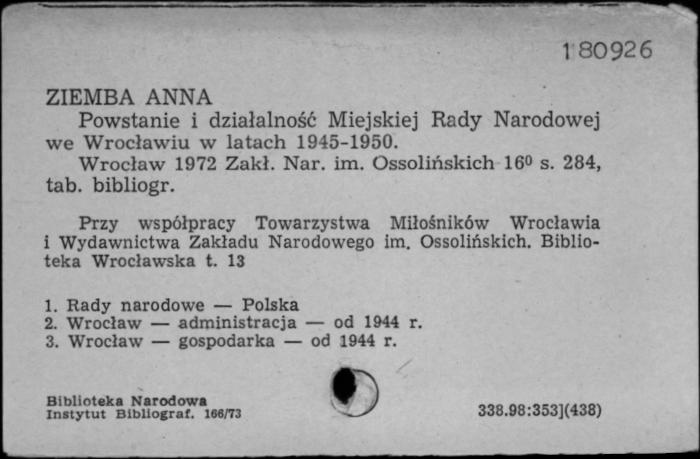 180926
ZIEMBA ANNA
Powstanie i działalność Miejskiej Rady Narodowej
we Wrocławiu w latach 1945-1950.
Wrocław 1972 Zakł. Nar. im. Ossolińskich 16⁰ s. 284,
tab. bibliogr.
Przy współpracy Towarzystwa Miłośników Wrocławia
i Wydawnictwa Zakładu Narodowego im. Ossolińskich. Biblio-
teka Wrocławska t. 13
1. Rady narodowe — Polska
2. Wrocław — administracja — od 1944 r.
3. Wrocław — gospodarka — od 1944 r.
Biblioteka Narodowa
Instytut Bibliograf. 166/73
338.98:353](438)